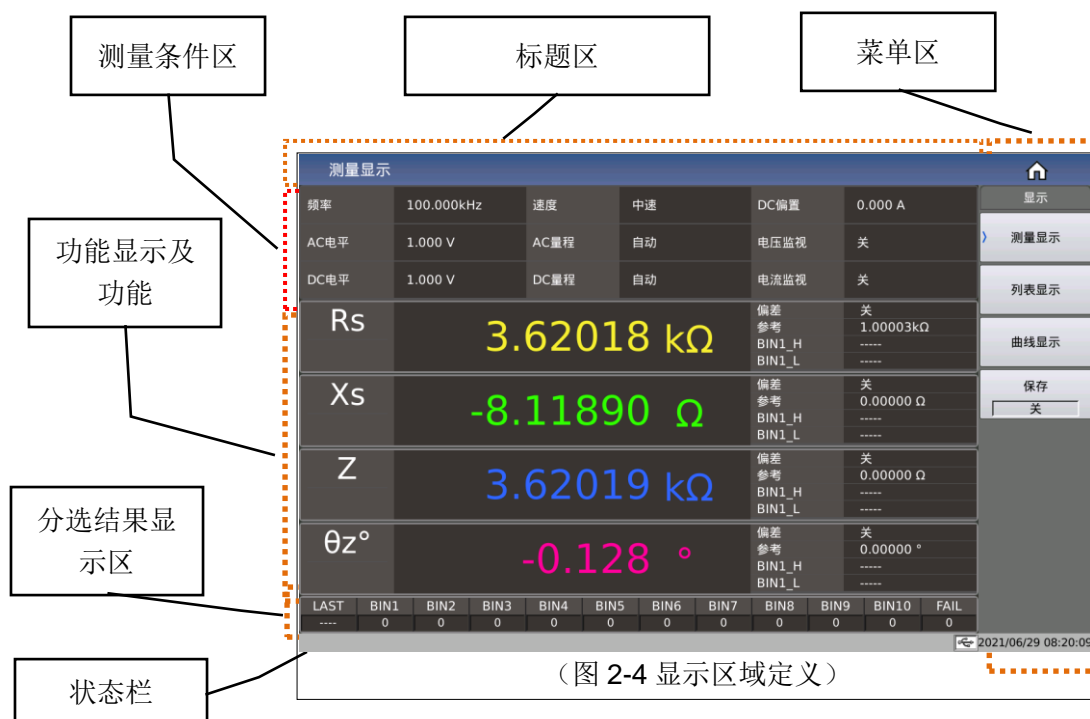 测量条件区
标题区
菜单区
功能显示及
功能
分选结果显
示区
状态栏
测量显示
频率 100.000kHz 速度 中速 DC偏置 0.000 A
AC电平 1.000 V AC量程 自动 电压监视 关
DC电平 1.000 V DC量程 自动 电流监视 关
Rs 3.62018 kΩ
偏差 关
参考 1.00003kΩ
BIN1_H -----
BIN1_L -----
Xs -8.11890 Ω
偏差 关
参考 0.00000 Ω
BIN1_H -----
BIN1_L -----
Z 3.62019 kΩ
偏差 关
参考 0.00000 Ω
BIN1_H -----
BIN1_L -----
θz° -0.128 °
偏差 关
参考 0.00000 °
BIN1_H -----
BIN1_L -----
LAST BIN1 BIN2 BIN3 BIN4 BIN5 BIN6 BIN7 BIN8 BIN9 BIN10 FAIL
---- 0 0 0 0 0 0 0 0 0 0 0
显示
〉 测量显示
列表显示
曲线显示
保存
关
2021/06/29 08:20:09
（图 2-4 显示区域定义）